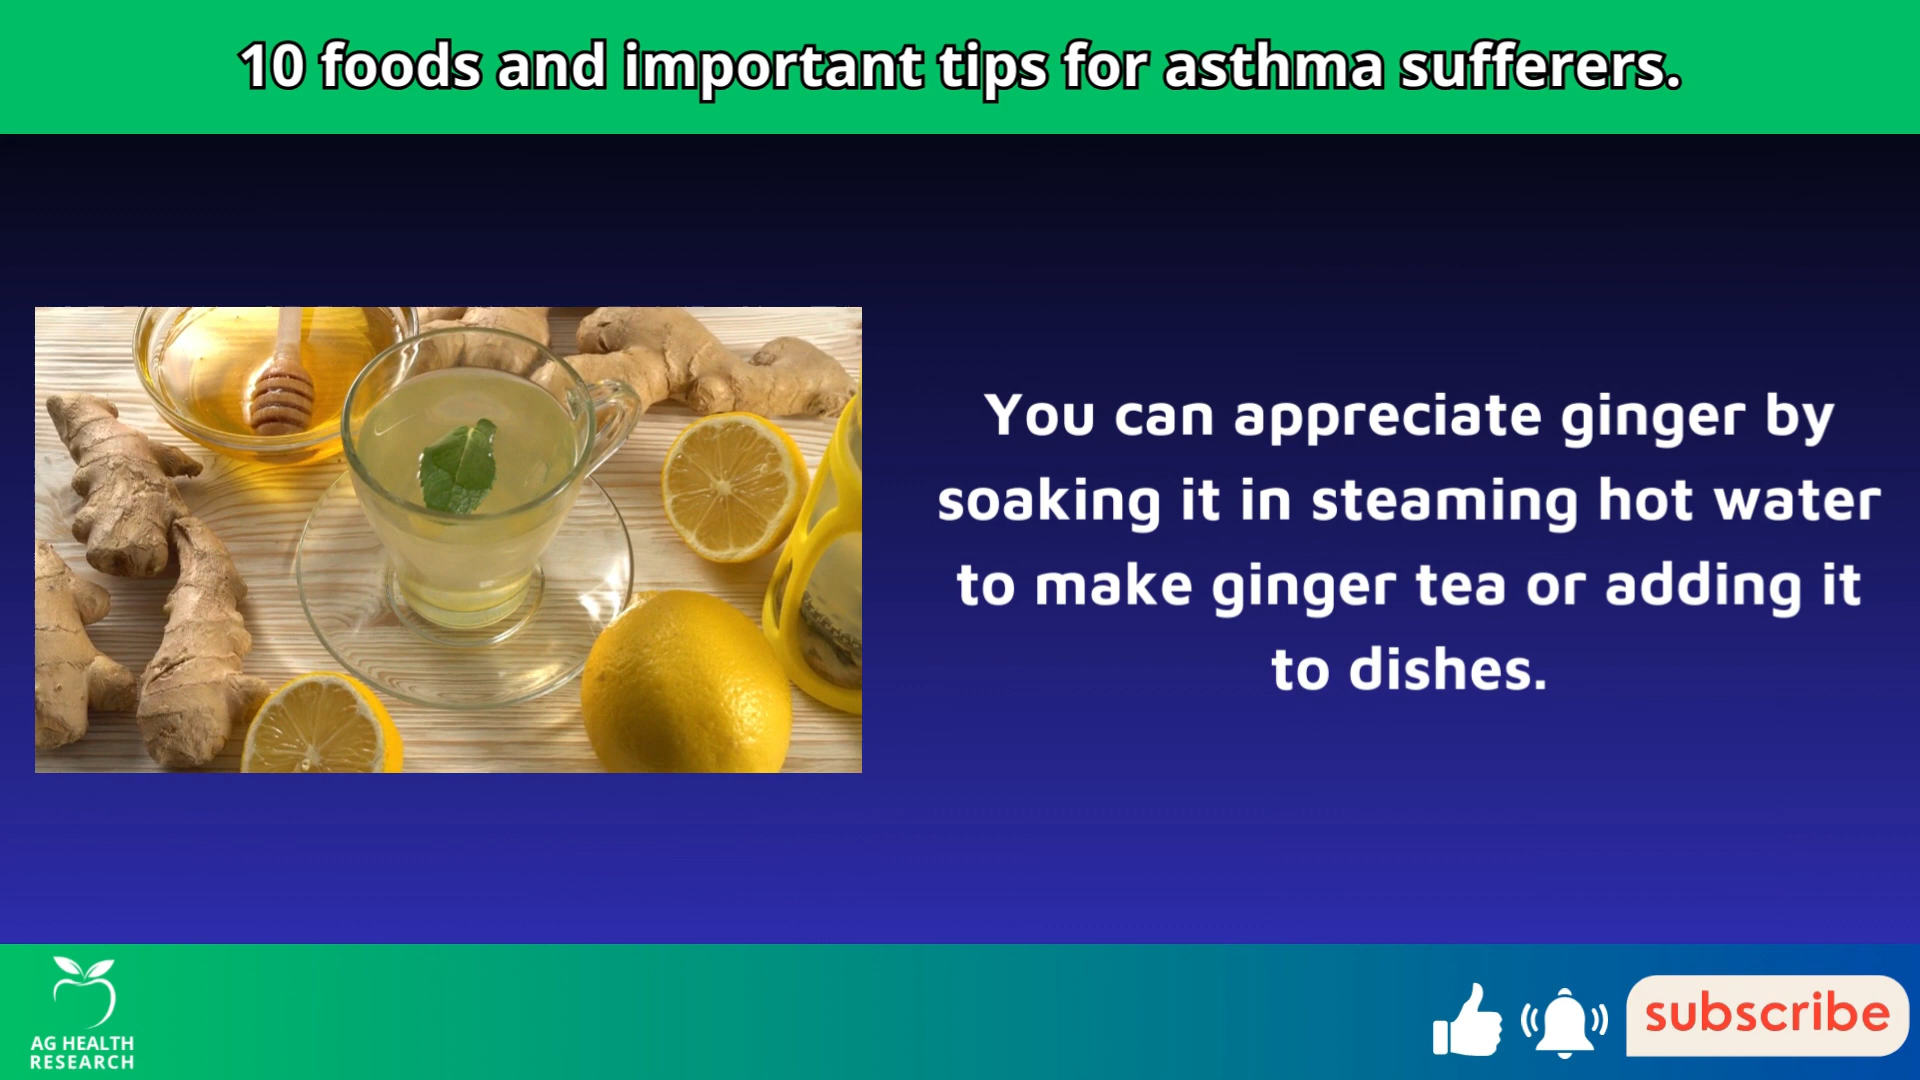 10 foods and important tips for asthma sufferers.
You can appreciate ginger by
soaking it in steaming hot water
to make ginger tea or adding it
to dishes.
AG HEALTH
RESEARCH
subscribe